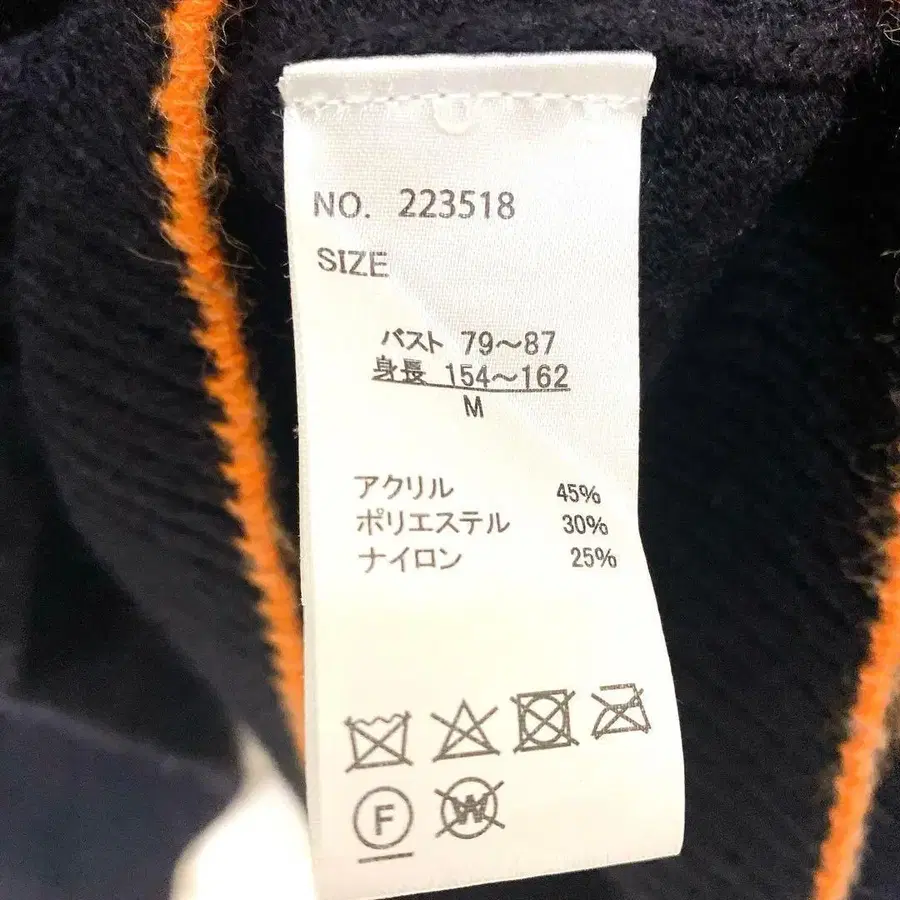 NO. 223518
SIZE
バスト 79～87
身長 154～162
M
アクリル 45%
ポリエステル 30%
ナイロン 25%
F W